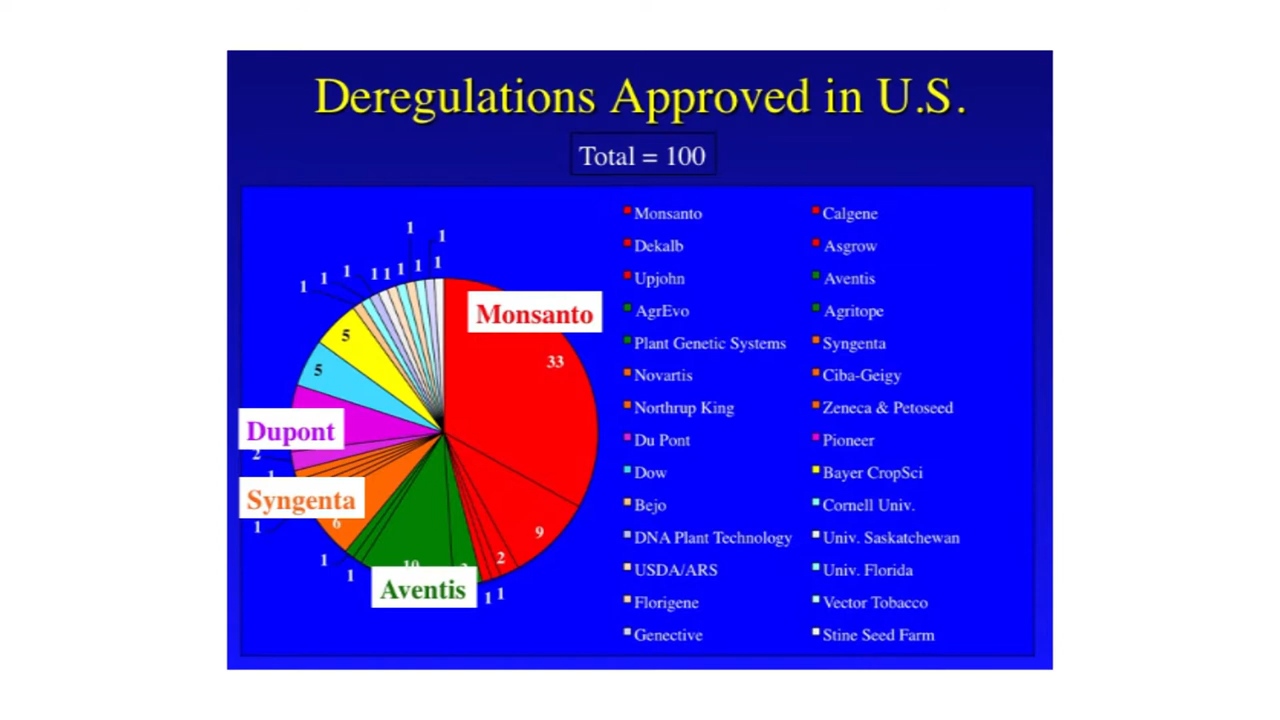 Deregulations Approved in U.S.
Total = 100
1
1
1 1 1 1 1 1 1 1 1
Monsanto
33
5
5
Dupont
2
1
Syngenta
1
6
1
1
10
Aventis
1 1
2
9
Monsanto
Calgene
Dekalb
Asgrow
Upjohn
Aventis
AgrEvo
Agritope
Plant Genetic Systems
Syngenta
Novartis
Ciba-Geigy
Northrup King
Zeneca & Petoseed
Du Pont
Pioneer
Dow
Bayer CropSci
Bejo
Cornell Univ.
DNA Plant Technology
Univ. Saskatchewan
USDA/ARS
Univ. Florida
Florigene
Vector Tobacco
Genective
Stine Seed Farm